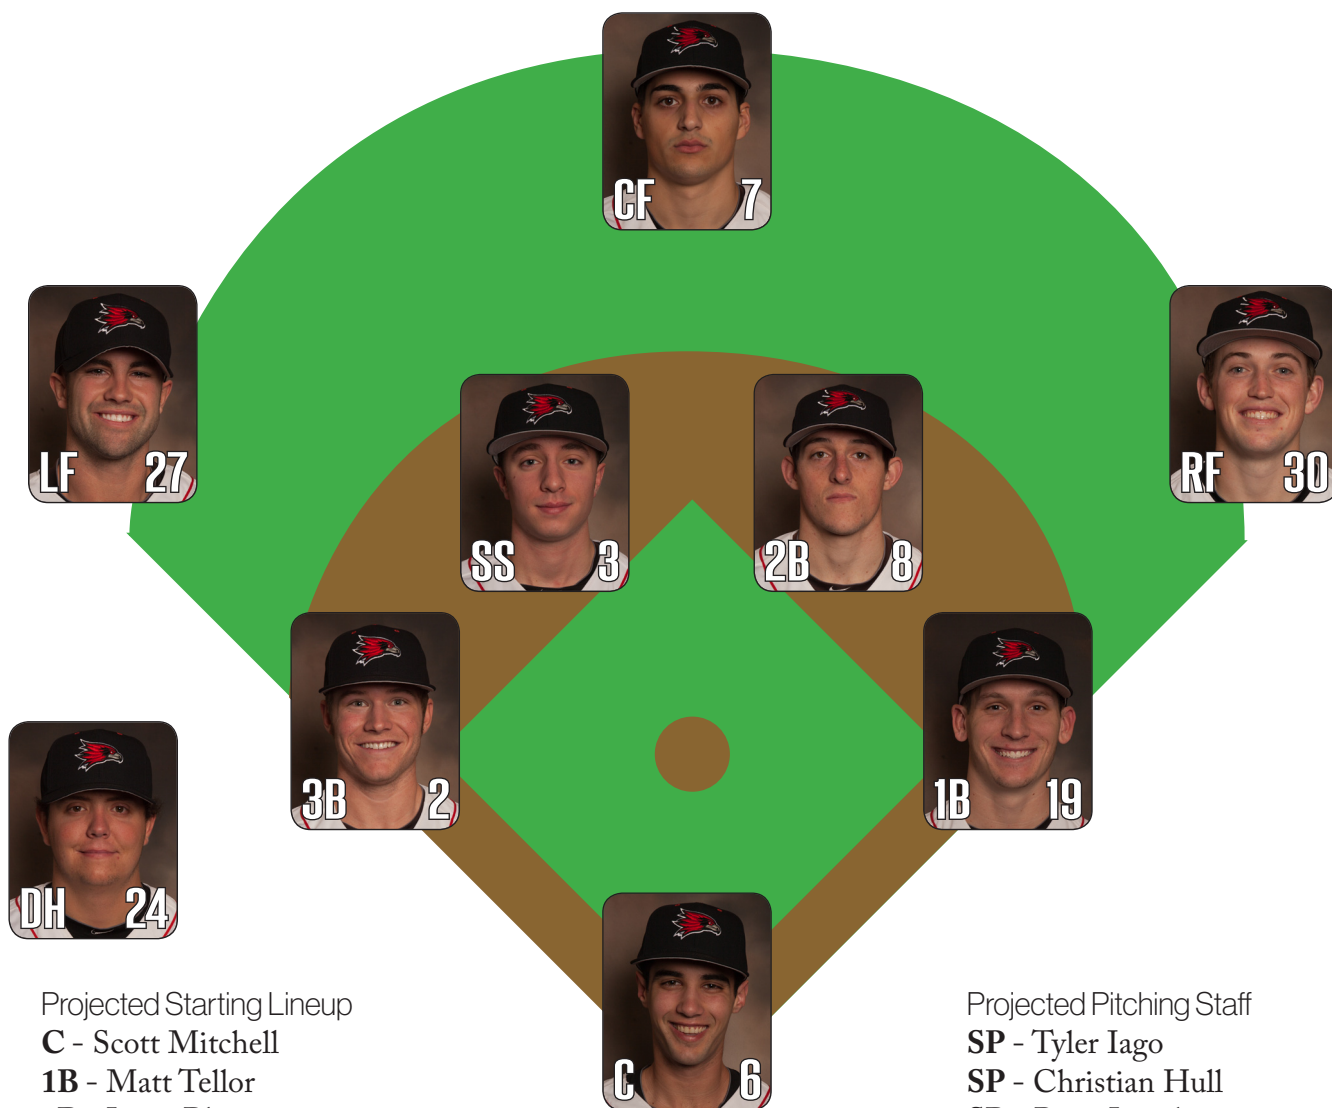 CF 7
LF 27
RF 30
SS 3
2B 8
3B 2
1B 19
DH 24
C 6
Projected Starting Lineup
C - Scott Mitchell
1B - Matt Tellor
Projected Pitching Staff
SP - Tyler Iago
SP - Christian Hull